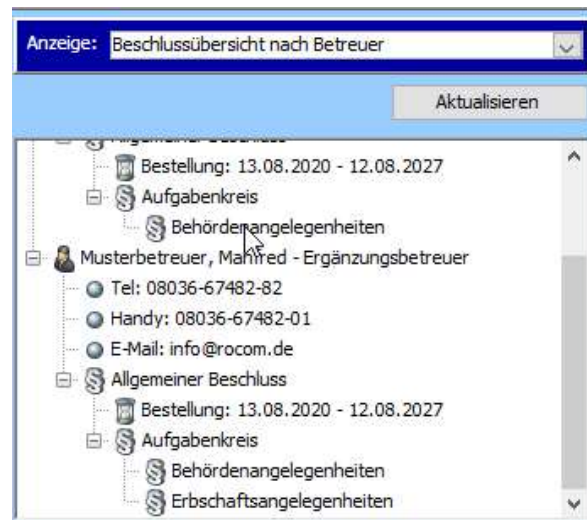 Anzeige: Beschlussübersicht nach Betreuer
Aktualisieren
Allgemeiner Beschluss
Bestellung: 13.08.2020 - 12.08.2027
Aufgabenkreis
Behördenangelegenheiten
Musterbetreuer, Manfred - Ergänzungsbetreuer
Tel: 08036-67482-82
Handy: 08036-67482-01
E-Mail: info@rocom.de
Allgemeiner Beschluss
Bestellung: 13.08.2020 - 12.08.2027
Aufgabenkreis
Behördenangelegenheiten
Erbschaftsangelegenheiten